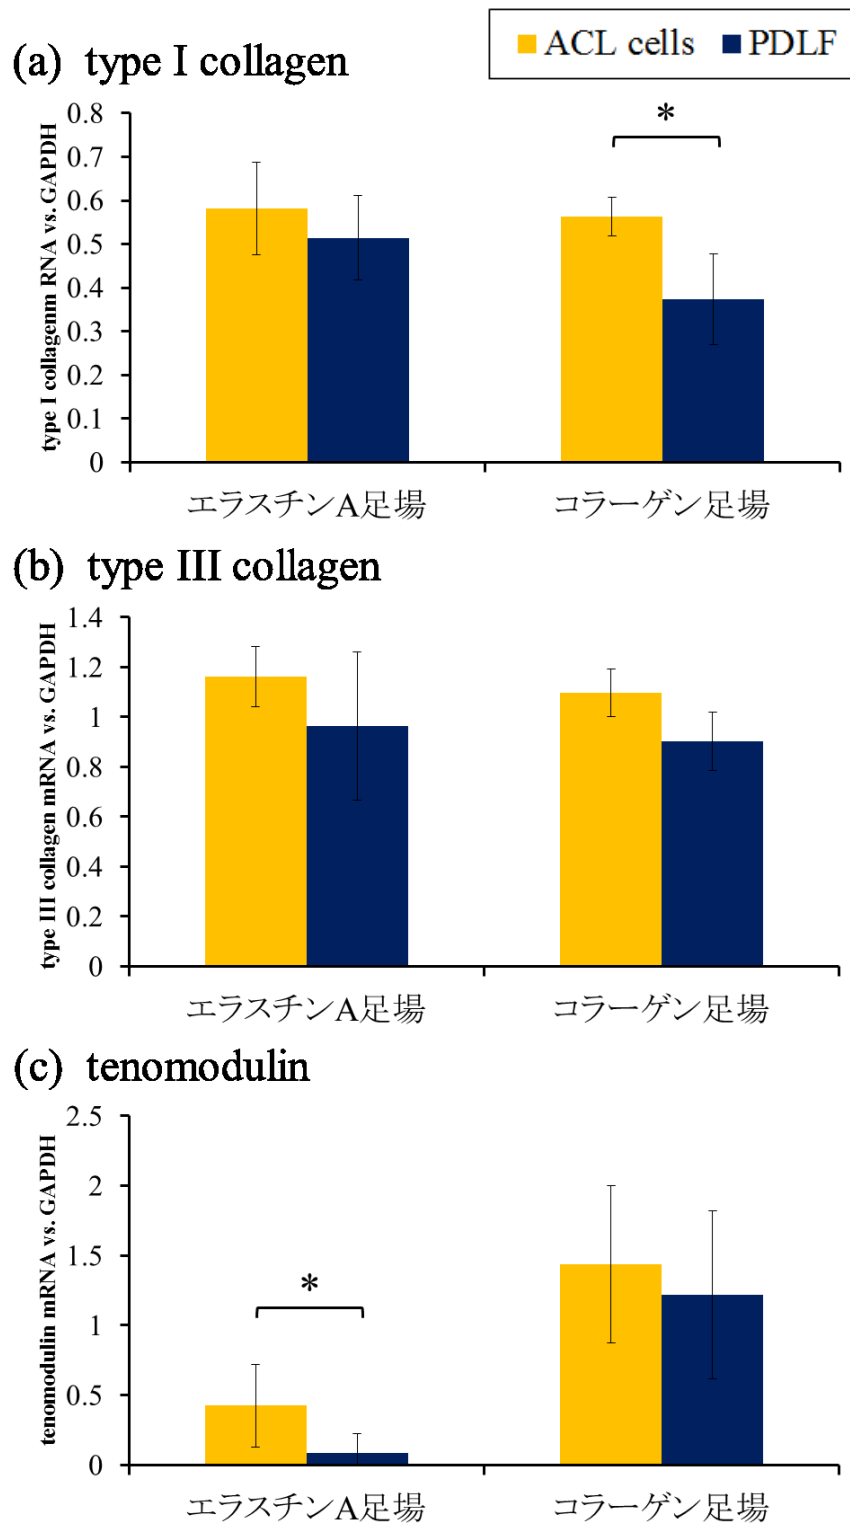 ACL cells PDLF
(a) type I collagen
type I collagenm RNA vs. GAPDH
0.8
0.7
0.6
0.5
0.4
0.3
0.2
0.1
0
*
エラスチンA足場 コラーゲン足場
(b) type III collagen
type III collagen mRNA vs. GAPDH
1.4
1.2
1
0.8
0.6
0.4
0.2
0
エラスチンA足場 コラーゲン足場
(c) tenomodulin
tenomodulin mRNA vs. GAPDH
2.5
2
1.5
1
0.5
0
*
エラスチンA足場 コラーゲン足場